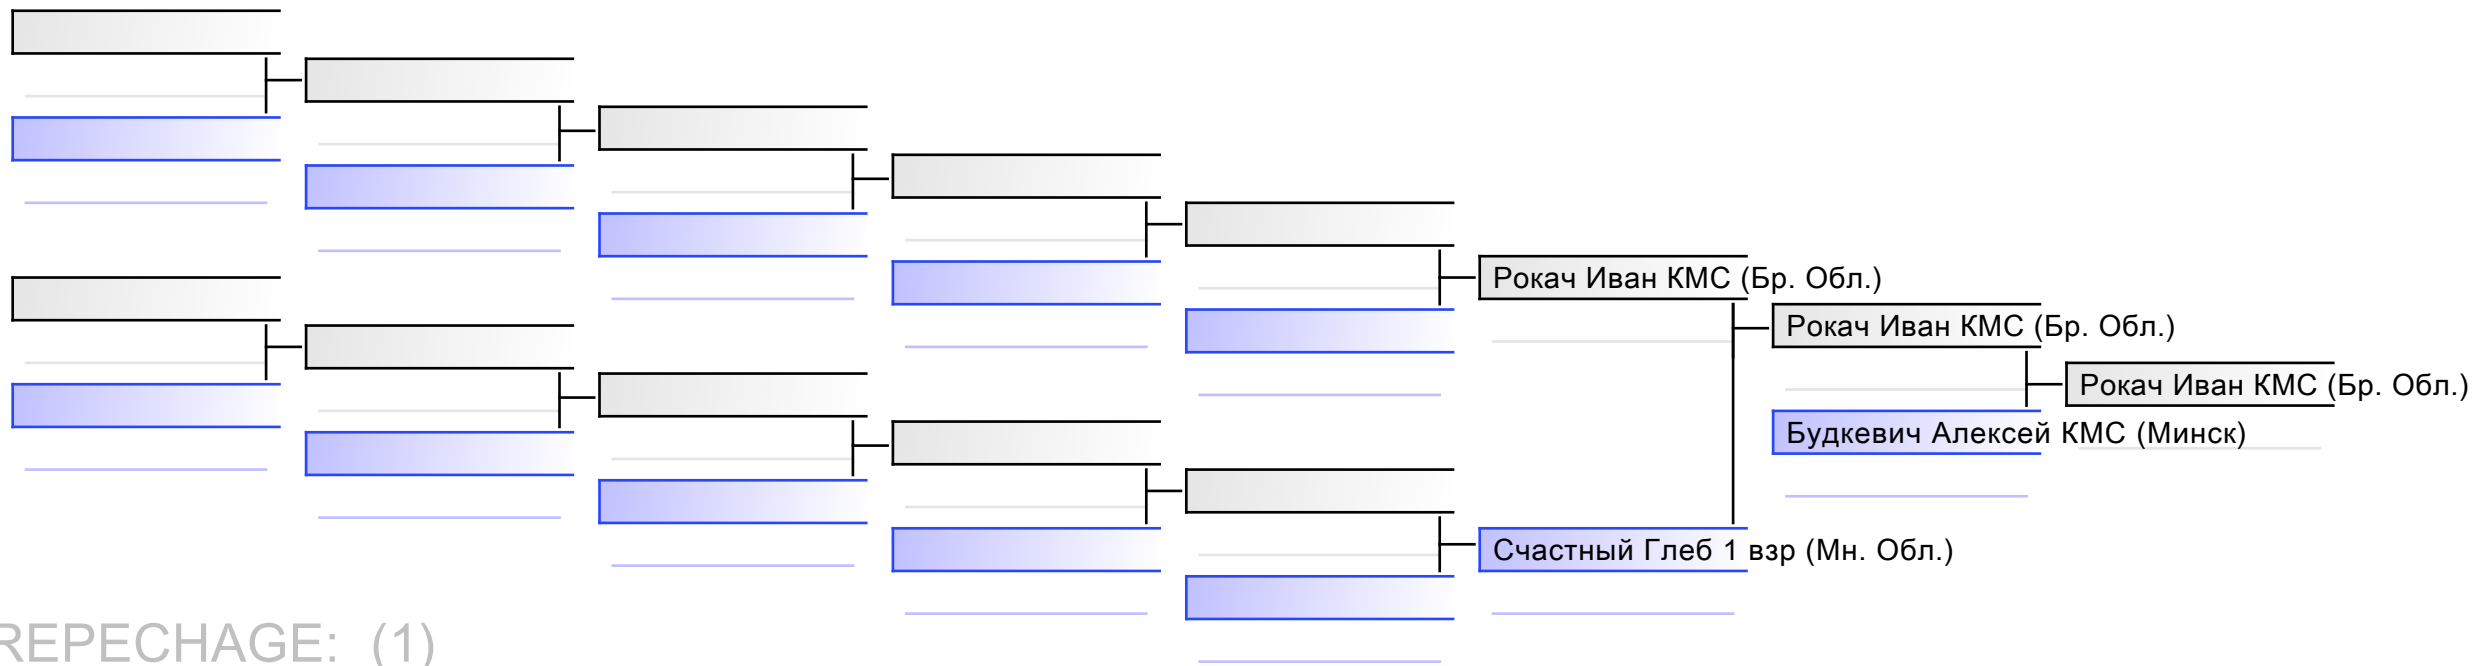 Рокач Иван КМС (Бр. Обл.)
Рокач Иван КМС (Бр. Обл.)
Рокач Иван КМС (Бр. Обл.)
Будкевич Алексей КМС (Минск)
Счастный Глеб 1 взр (Мн. Обл.)
REPECHAGE: (1)